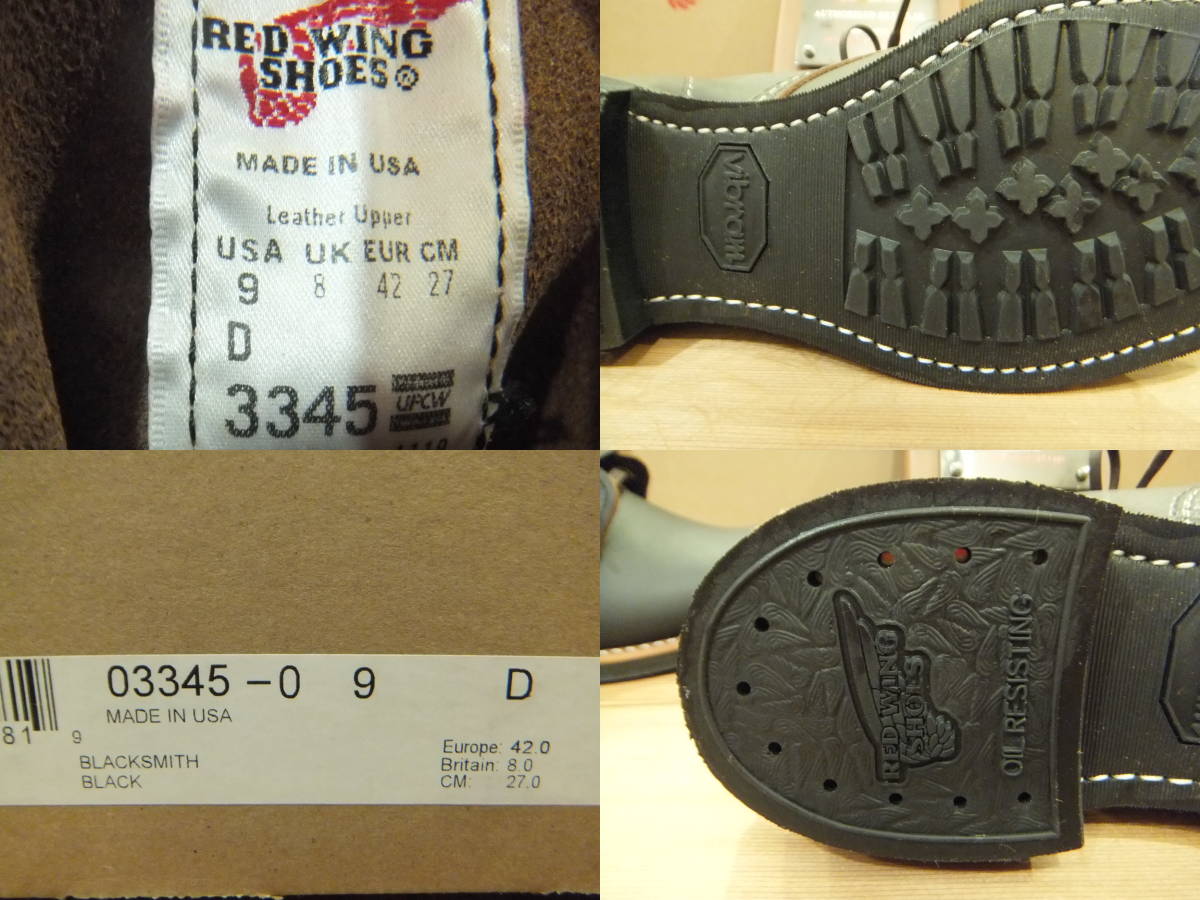 RED WING
SHOES®
MADE IN USA
Leather Upper
USA UK EUR CM
9 8 42 27
D
3345 UFCW
vibram
03345 -0 9 D
MADE IN USA
81 9
BLACKSMITH
BLACK
Europe: 42.0
Britain: 8.0
CM: 27.0
RED WING
SHOES
OIL RESISTING